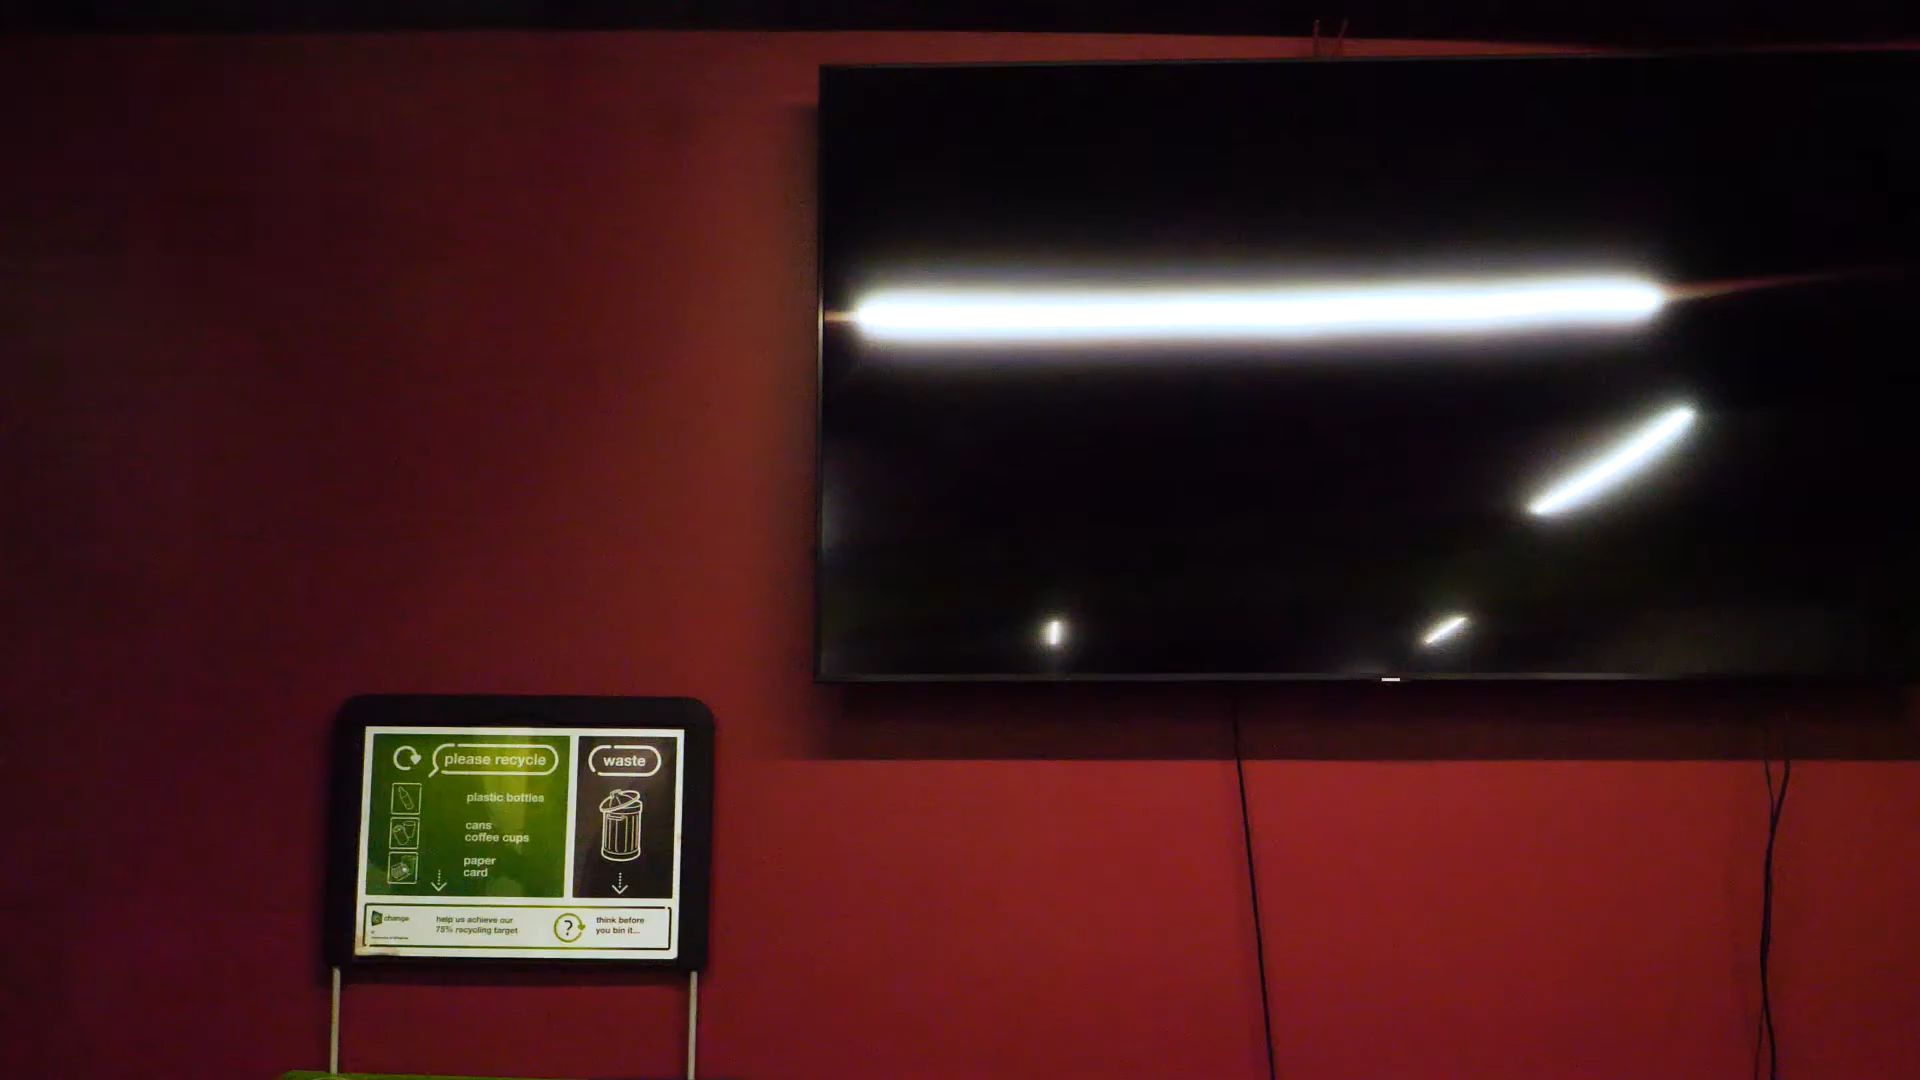 please recycle
plastic bottles
cans
coffee cups
paper
card
waste
change
help us achieve our
75% recycling target
?
think before
you bin it...